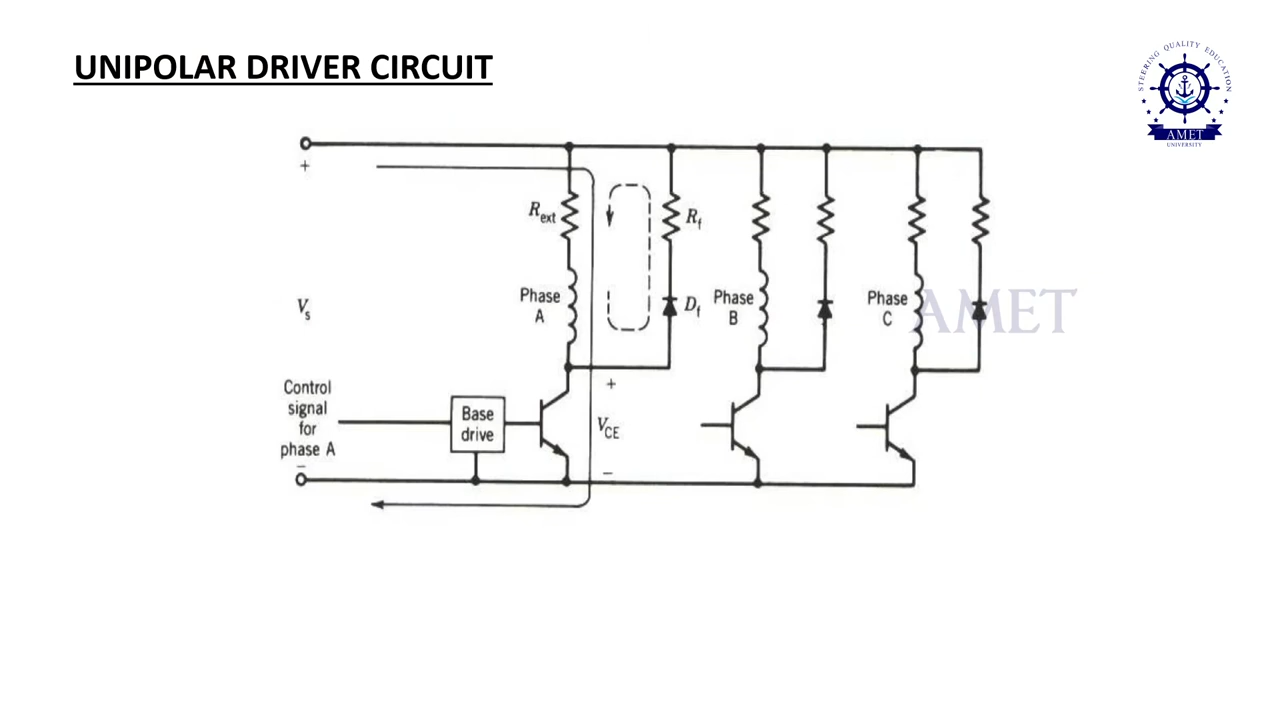 UNIPOLAR DRIVER CIRCUIT
STEERING QUALITY EDUCATION
AMET
UNIVERSITY
+
Rext
Rf
Vs
Phase
A
Df
Phase
B
Phase
C
AMET
+
Control
signal
for
phase A
Base
drive
VCE
−
−